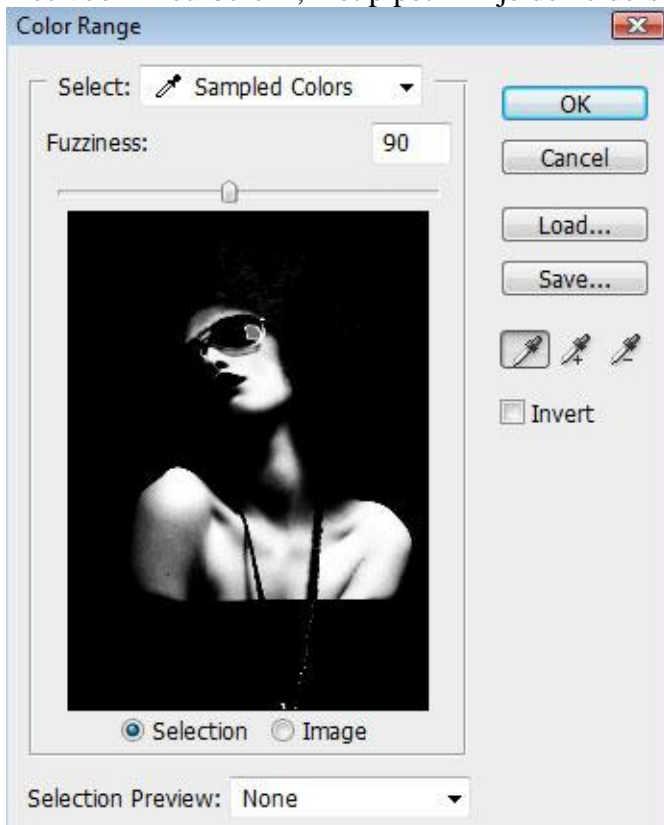 Color Range
Select: Sampled Colors
Fuzziness: 90
OK
Cancel
Load...
Save...
Invert
Selection Image
Selection Preview: None